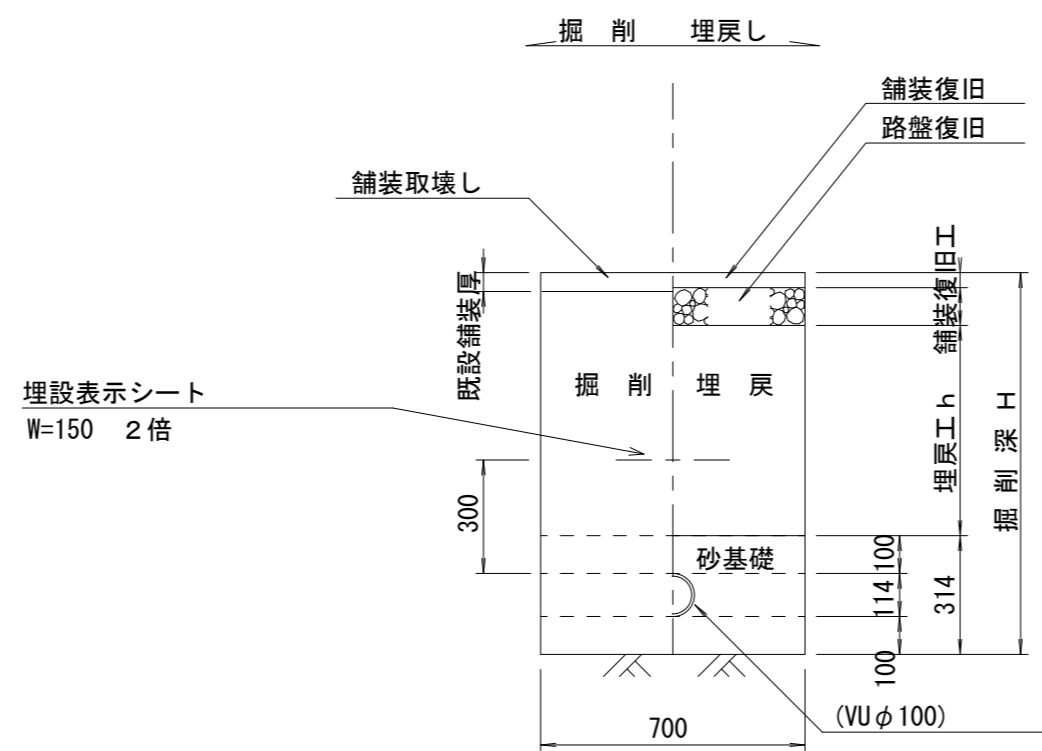 掘 削　埋戻し
舗装復旧
路盤復旧
舗装取壊し
既設舗装厚
舗装復旧工
埋設表示シート
W=150　２倍
掘 削
埋 戻
埋戻工ｈ
掘 削 深 Ｈ
300
砂基礎
100
114
314
100
700
(VUφ100)